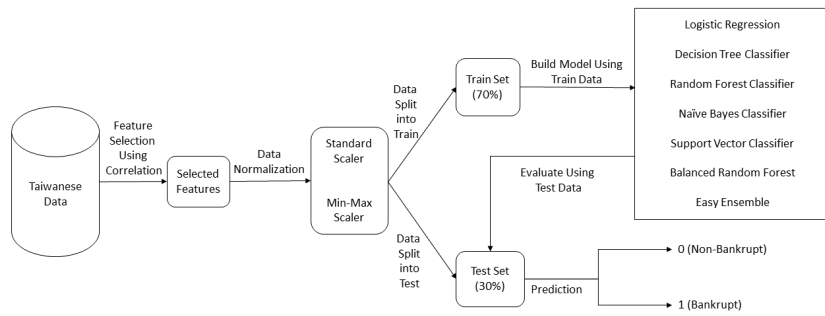 Taiwanese
Data
Feature
Selection
Using
Correlation
Selected
Features
Data
Normalization
Standard
Scaler
Min-Max
Scaler
Data
Split
into
Train
Data
Split
into
Test
Train Set
(70%)
Build Model Using
Train Data
Logistic Regression
Decision Tree Classifier
Random Forest Classifier
Naïve Bayes Classifier
Support Vector Classifier
Balanced Random Forest
Easy Ensemble
Evaluate Using
Test Data
Test Set
(30%)
Prediction
0 (Non-Bankrupt)
1 (Bankrupt)